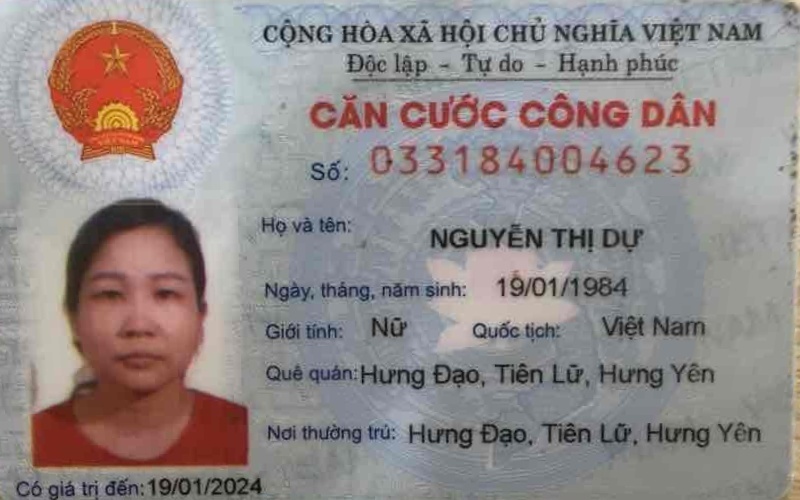 CỘNG HÒA XÃ HỘI CHỦ NGHĨA VIỆT NAM
Độc lập - Tự do - Hạnh phúc
CĂN CƯỚC CÔNG DÂN
Số: 033184004623
Họ và tên: NGUYỄN THỊ DỰ
Ngày, tháng, năm sinh: 19/01/1984
Giới tính: Nữ Quốc tịch: Việt Nam
Quê quán: Hưng Đạo, Tiên Lữ, Hưng Yên
Nơi thường trú: Hưng Đạo, Tiên Lữ, Hưng Yên
Có giá trị đến: 19/01/2024